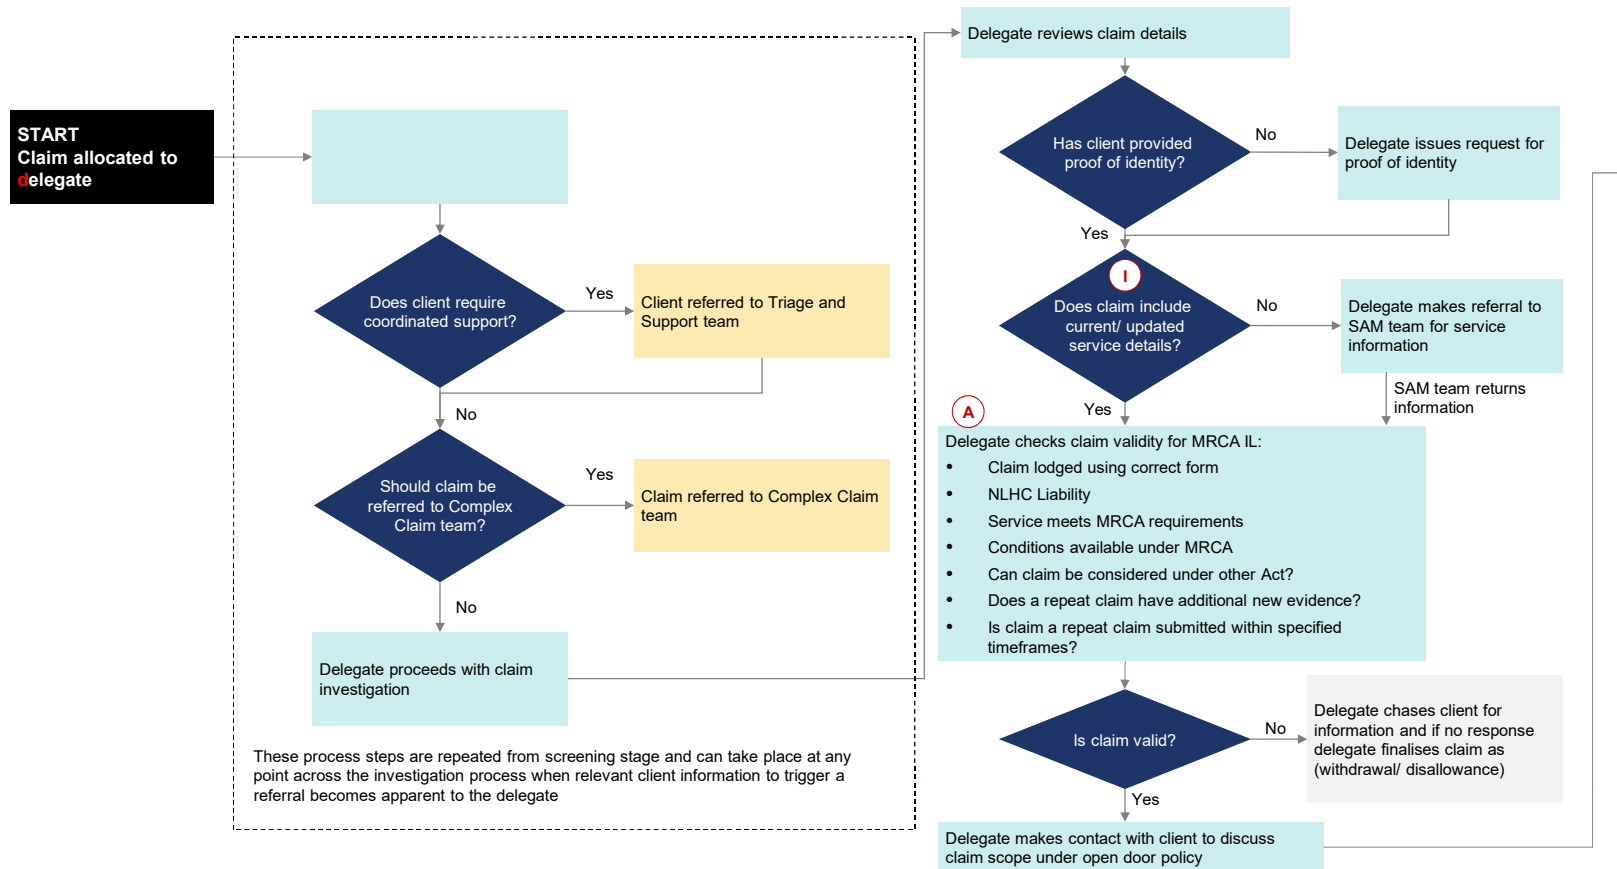 START
Claim allocated to
delegate
Does client require
coordinated support?
Yes
Client referred to Triage and
Support team
No
Should claim be
referred to Complex
Claim team?
Yes
Claim referred to Complex Claim
team
No
Delegate proceeds with claim
investigation
These process steps are repeated from screening stage and can take place at any
point across the investigation process when relevant client information to trigger a
referral becomes apparent to the delegate
Delegate reviews claim details
Has client provided
proof of identity?
No
Delegate issues request for
proof of identity
Yes
I
Does claim include
current/ updated
service details?
No
Delegate makes referral to
SAM team for service
information
SAM team returns
information
Yes
A
Delegate checks claim validity for MRCA IL:
• Claim lodged using correct form
• NLHC Liability
• Service meets MRCA requirements
• Conditions available under MRCA
• Can claim be considered under other Act?
• Does a repeat claim have additional new evidence?
• Is claim a repeat claim submitted within specified
timeframes?
Is claim valid?
No
Delegate chases client for
information and if no response
delegate finalises claim as
(withdrawal/ disallowance)
Yes
Delegate makes contact with client to discuss
claim scope under open door policy